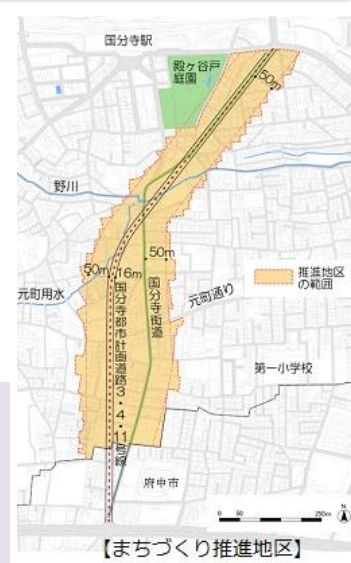 国分寺駅
殿ヶ谷戸
庭園
50m
野川
50m
50m
16m
元町用水
国分寺街道
元町通り
推進地区
の範囲
国分寺都市計画道路3・4・11号線
第一小学校
府中市
0 50 250m
N
【まちづくり推進地区】